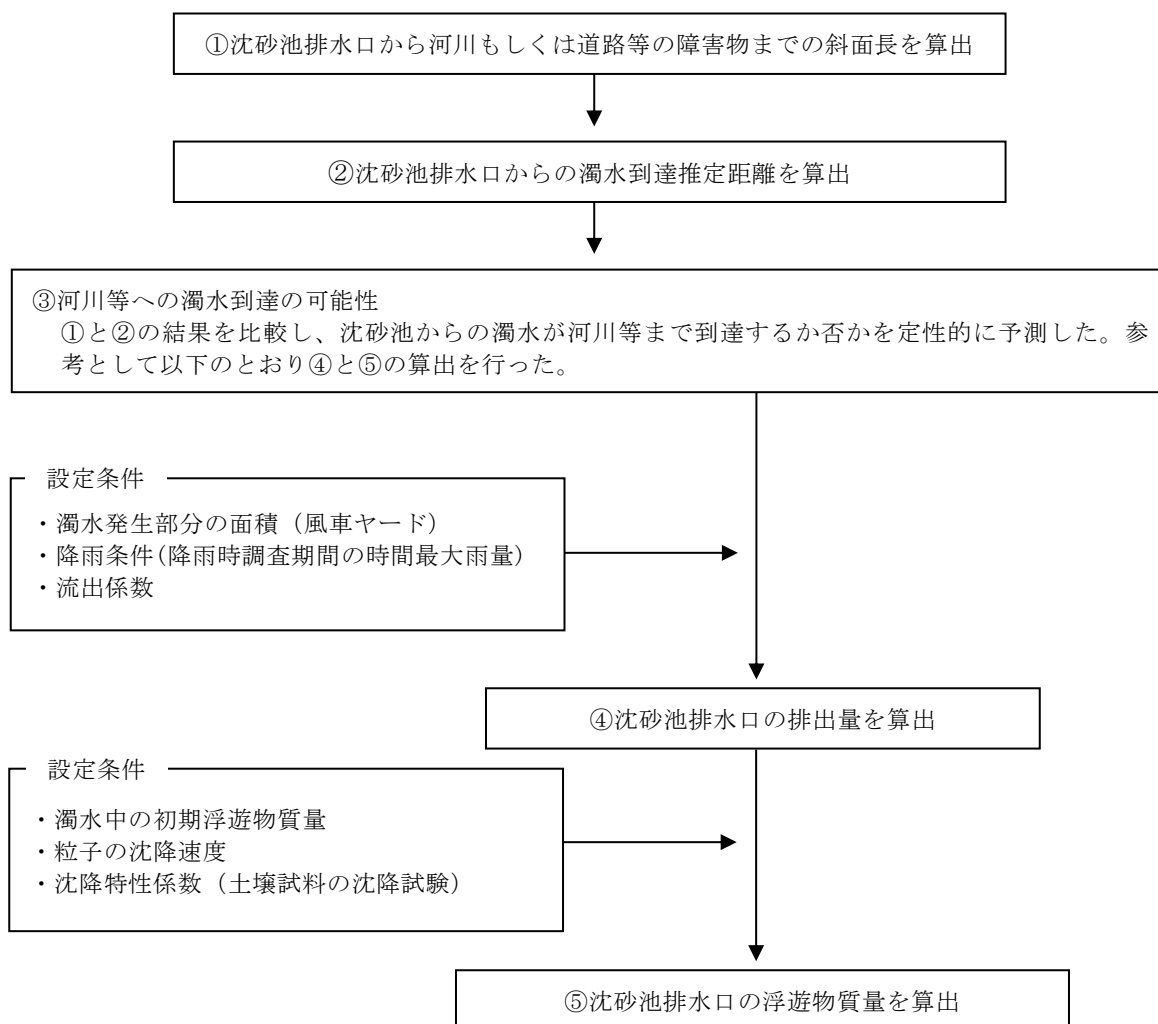 ①沈砂池排水口から河川もしくは道路等の障害物までの斜面長を算出
②沈砂池排水口からの濁水到達推定距離を算出
③河川等への濁水到達の可能性
①と②の結果を比較し、沈砂池からの濁水が河川等まで到達するか否かを定性的に予測した。参
考として以下のとおり④と⑤の算出を行った。
設定条件
・濁水発生部分の面積（風車ヤード）
・降雨条件(降雨時調査期間の時間最大雨量)
・流出係数
④沈砂池排水口の排出量を算出
設定条件
・濁水中の初期浮遊物質量
・粒子の沈降速度
・沈降特性係数（土壌試料の沈降試験）
⑤沈砂池排水口の浮遊物質量を算出